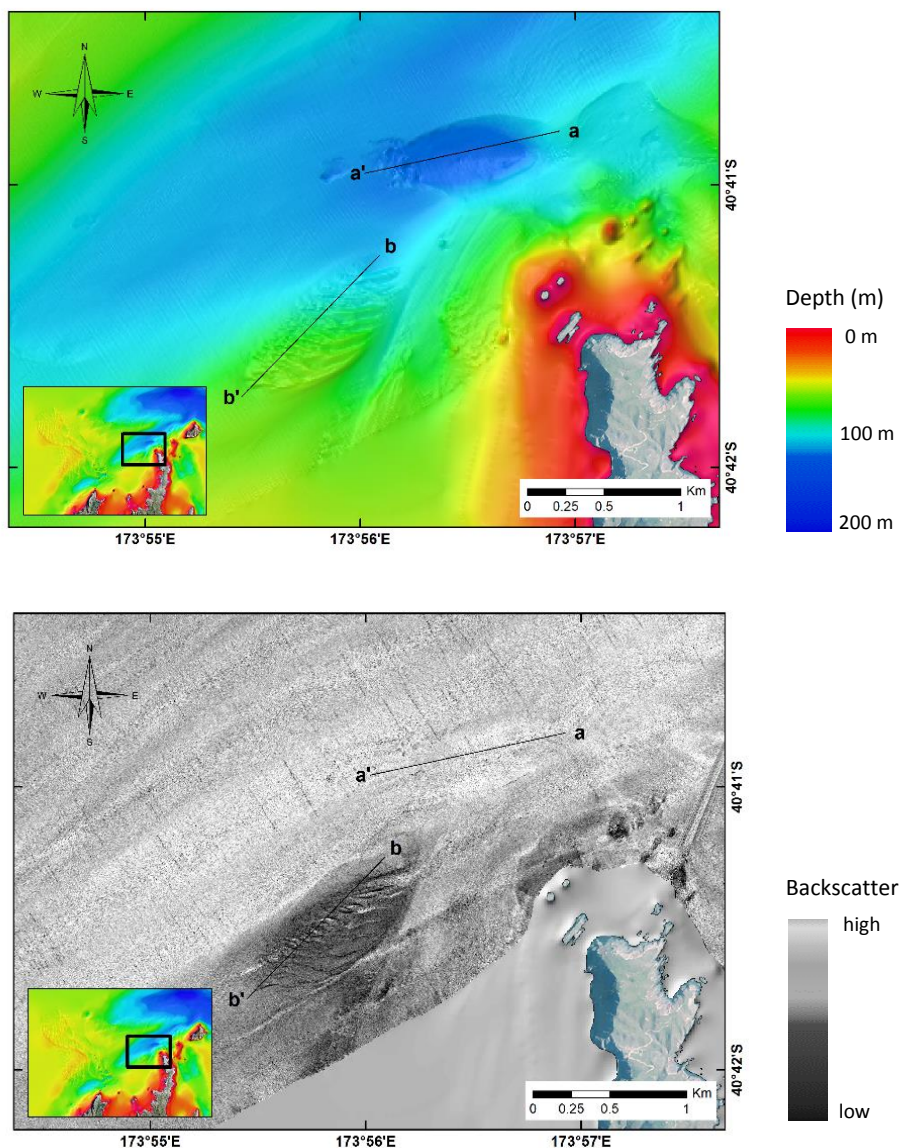 N
W E
S
a
a'
b
b'
40°41'S
40°42'S
Km
0 0.25 0.5 1
173°55'E 173°56'E 173°57'E
Depth (m)
0 m
100 m
200 m
N
W E
S
a
a'
b
b'
40°41'S
40°42'S
Km
0 0.25 0.5 1
173°55'E 173°56'E 173°57'E
Backscatter
high
low